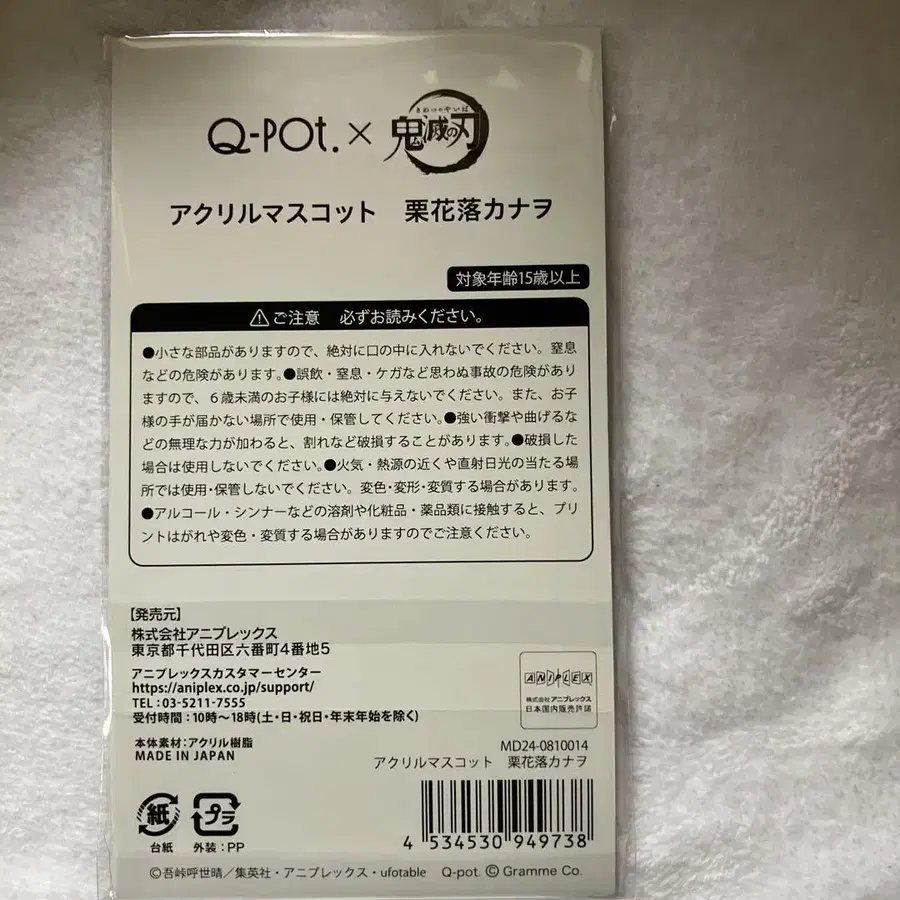 Q-POt.×鬼滅の刃
きめつのやいば
アクリルマスコット 栗花落カナヲ
対象年齢15歳以上
⚠ご注意 必ずお読みください。
●小さな部品がありますので、絶対に口の中に入れないでください。窒息
などの危険があります。●誤飲・窒息・ケガなど思わぬ事故の危険があり
ますので、６歳未満のお子様には絶対に与えないでください。また、お子
様の手が届かない場所で使用・保管してください。●強い衝撃や曲げるな
どの無理な力が加わると、割れなど破損することがあります。●破損した
場合は使用しないでください。●火気・熱源の近くや直射日光の当たる場
所では使用・保管しないでください。変色・変形・変質する場合があります。
●アルコール・シンナーなどの溶剤や化粧品・薬品類に接触すると、プリ
ントはがれや変色・変質する場合がありますのでご注意ください。
【発売元】
株式会社アニプレックス
東京都千代田区六番町4番地5
アニプレックスカスタマーセンター
https://aniplex.co.jp/support/
TEL：03-5211-7555
受付時間：10時〜18時(土・日・祝日・年末年始を除く)
本体素材：アクリル樹脂
MADE IN JAPAN
ANIPLEX
株式会社アニプレックス
日本国内販売許諾
MD24-0810014
アクリルマスコット 栗花落カナヲ
紙
プラ
台紙
外装：PP
4 534530 949738
©吾峠呼世晴／集英社・アニプレックス・ufotable Q-pot. © Gramme Co.